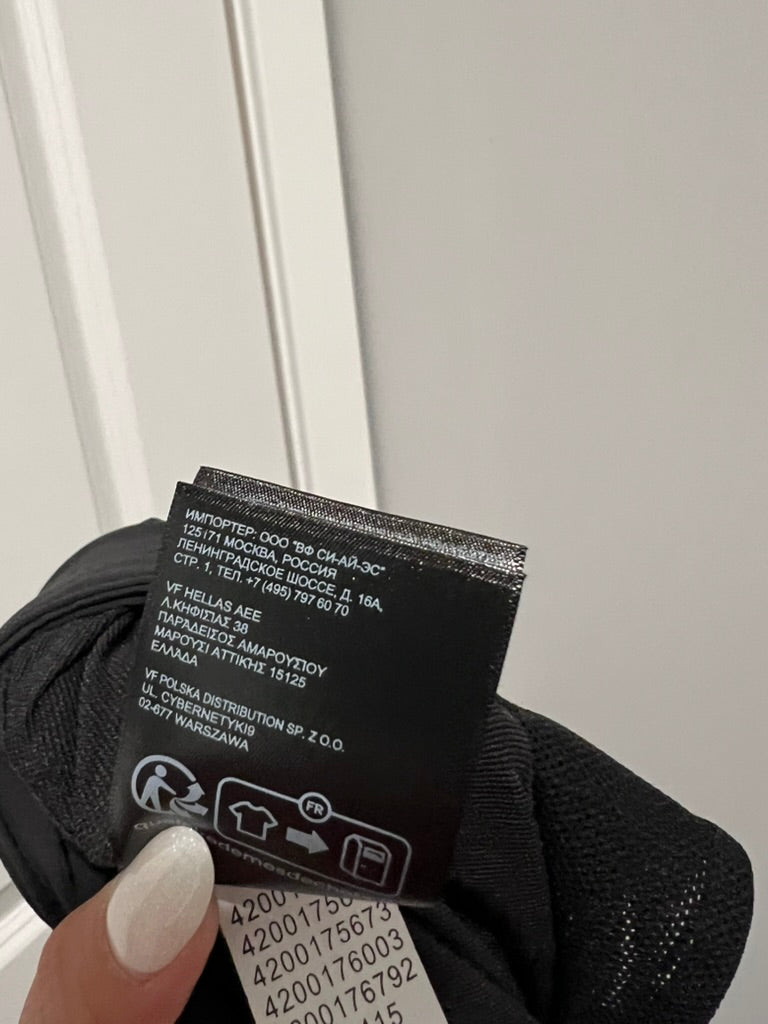 ИМПОРТЕР: ООО "ВФ СИ-АЙ-ЭС"
125171 МОСКВА, РОССИЯ
ЛЕНИНГРАДСКОЕ ШОССЕ, Д. 16А,
СТР. 1, ТЕЛ. +7 (495) 797 60 70
VF HELLAS AEE
Λ.ΚΗΦΙΣΙΑΣ 38
ΠΑΡΆΔΕΙΣΟΣ ΑΜΑΡΟΥΣΙΟΥ
ΜΑΡΟΥΣΙ ΑΤΤΙΚΗΣ 15125
ΕΛΛΑΔΑ
VF POLSKA DISTRIBUTION SP. Z O.O.
UL. CYBERNETYKI9
02-677 WARSZAWA
FR
4200175673
4200176003